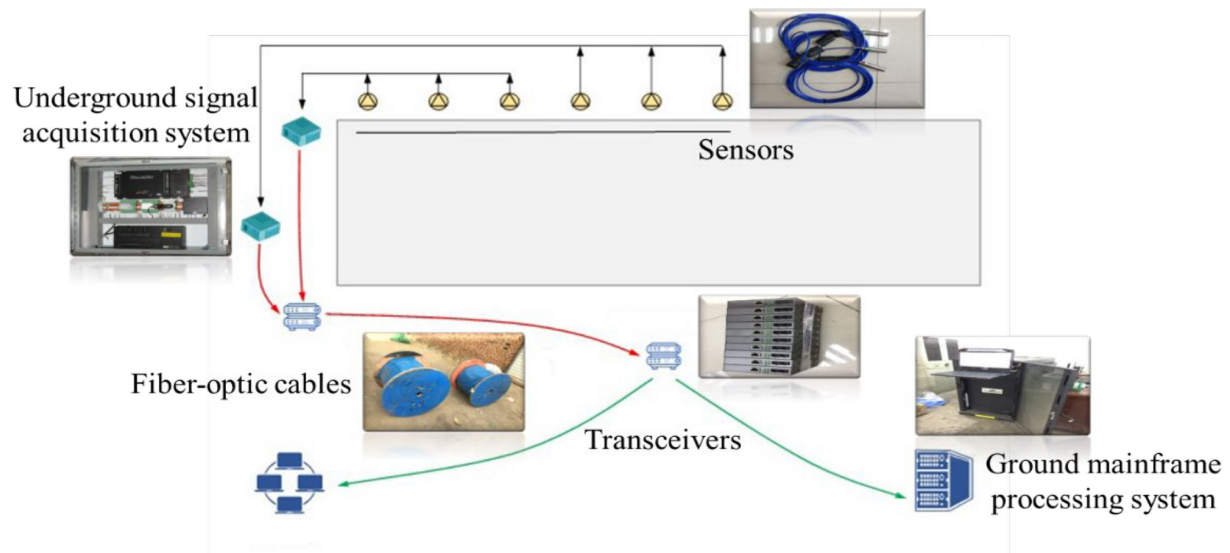 Underground signal
acquisition system
Sensors
Fiber-optic cables
Transceivers
Ground mainframe
processing system